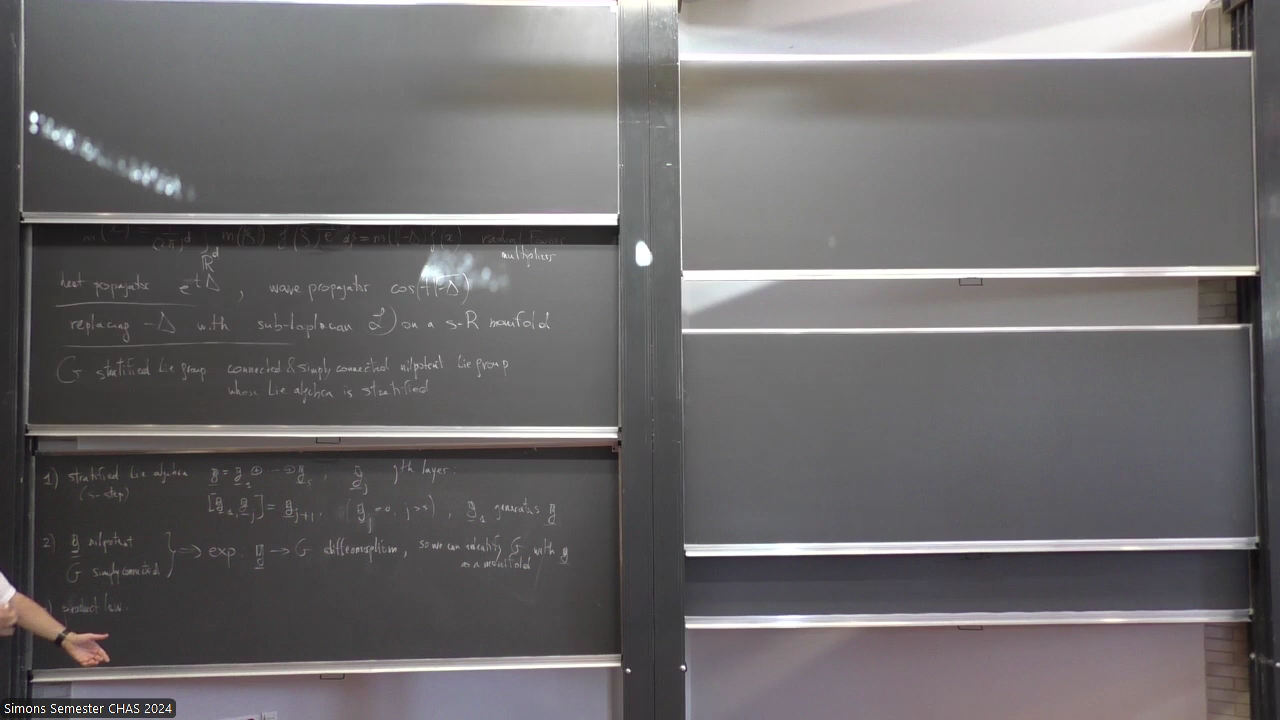 m(√-Δ) f(x) radial Fourier
ℝ^d multipliers
heat propagator e^{tΔ}, wave propagator cos(t√-Δ)
replacing -Δ with sub-laplacian ℒ) on a s-R manifold
G stratified Lie group connected & simply connected nilpotent Lie group
whose Lie algebra is stratified
1) stratified Lie algebra g = g_1 ⊕ ... ⊕ g_s, g_j jth layer.
(s-step) [g_1, g_j] = g_{j+1}. (g_j = 0, j > s), g_1 generates g
2) g nilpotent
G simply connected } ⟹ exp: g → G diffeomorphism, so we can identify G with g
as a manifold
product law.
Simons Semester CHAS 2024